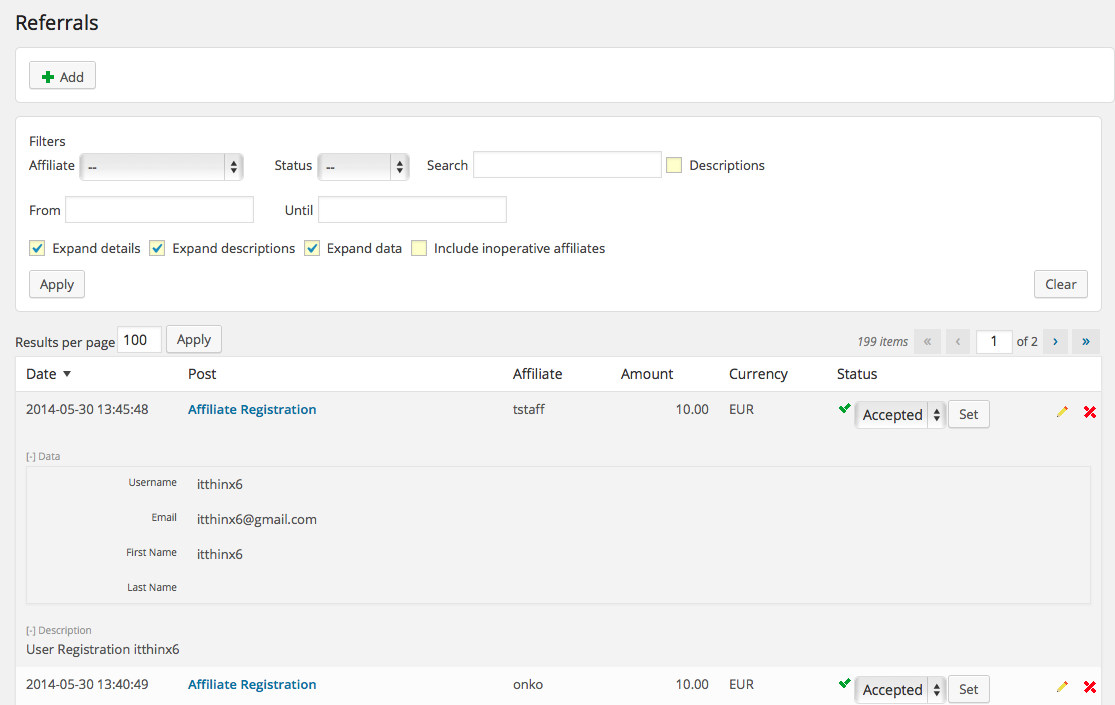 Referrals
Add
Filters
Affiliate -- Status -- Search Descriptions
From Until
Expand details Expand descriptions Expand data Include inoperative affiliates
Apply Clear
Results per page 100 Apply 199 items « ‹ 1 of 2 › »
Date Post Affiliate Amount Currency Status
2014-05-30 13:45:48 Affiliate Registration tstaff 10.00 EUR Accepted Set
[-] Data
Username itthinx6
Email itthinx6@gmail.com
First Name itthinx6
Last Name
[-] Description
User Registration itthinx6
2014-05-30 13:40:49 Affiliate Registration onko 10.00 EUR Accepted Set